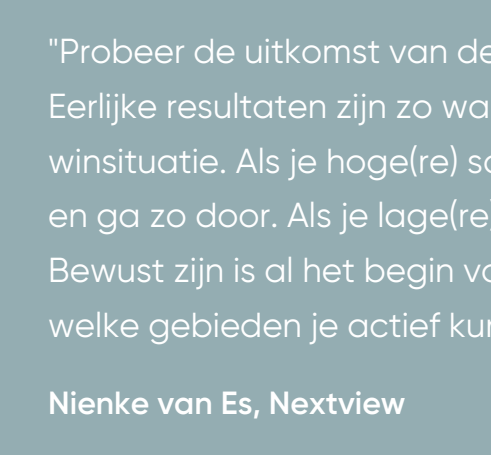 "Probeer de uitkomst van de
Eerlijke resultaten zijn zo wa
winsituatie. Als je hoge(re) sc
en ga zo door. Als je lage(re)
Bewust zijn is al het begin va
welke gebieden je actief kun
Nienke van Es, Nextview